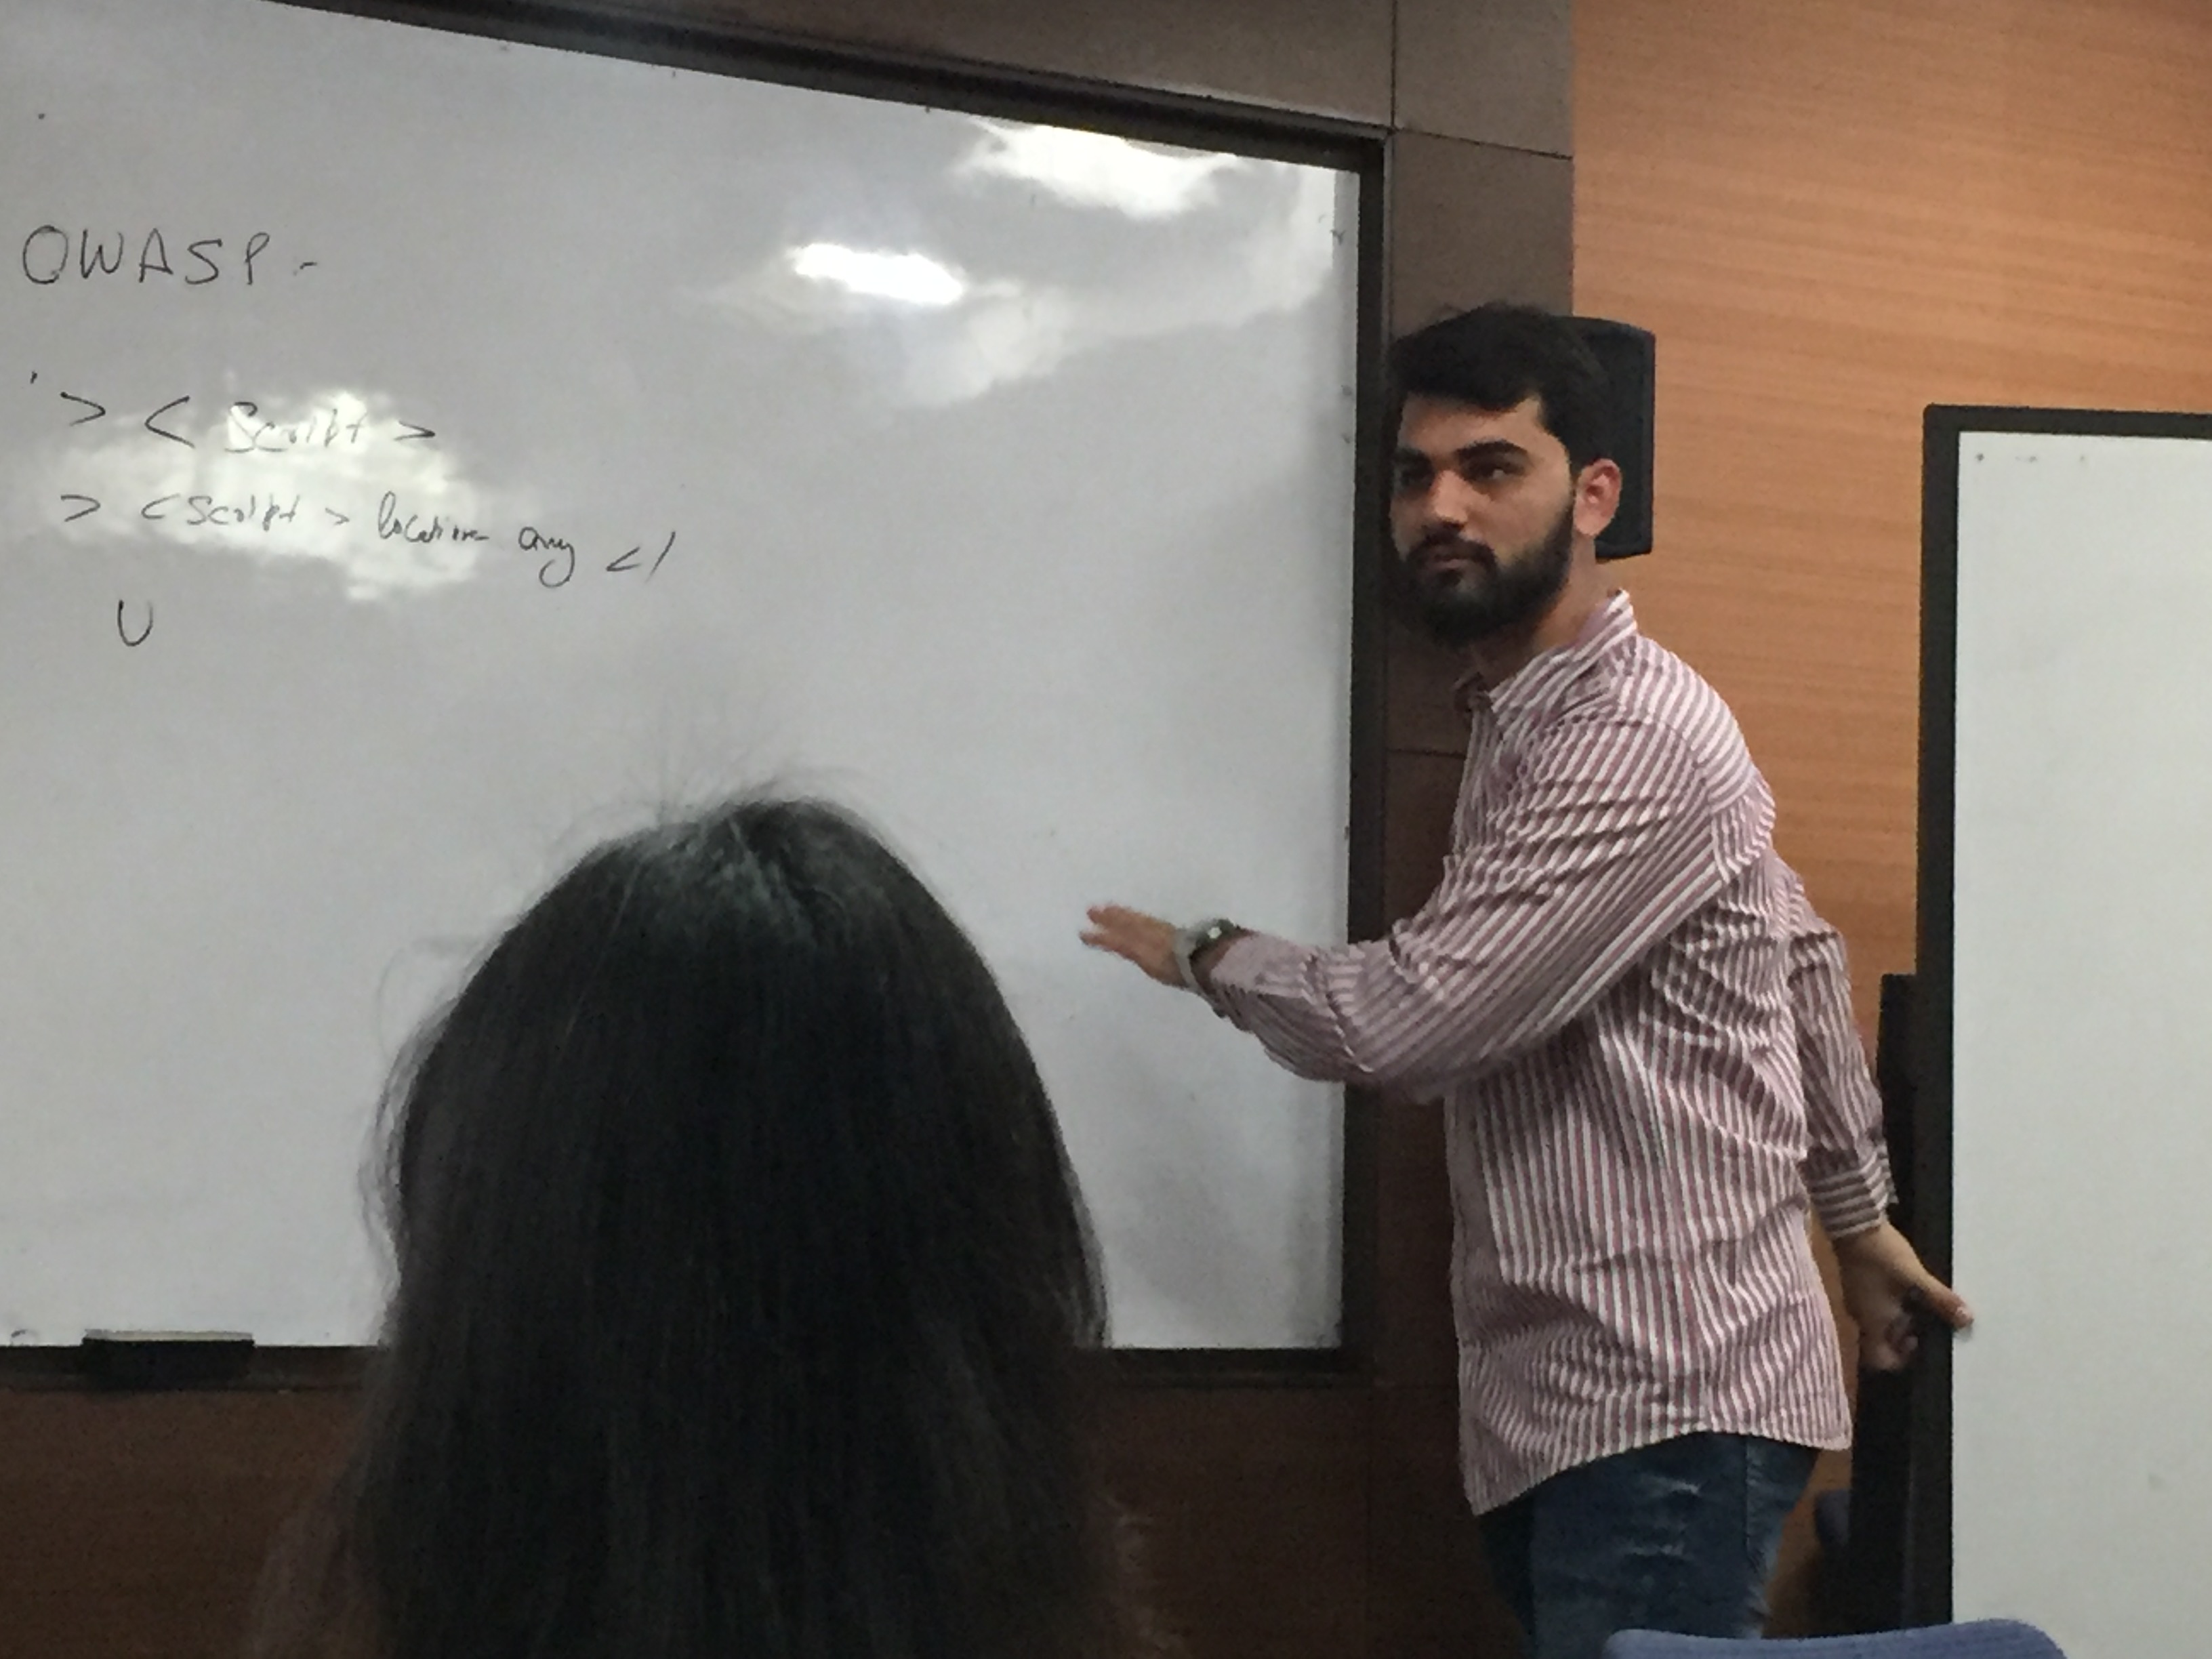 OWASP -
'> < Script >
> < Script > location any </
U